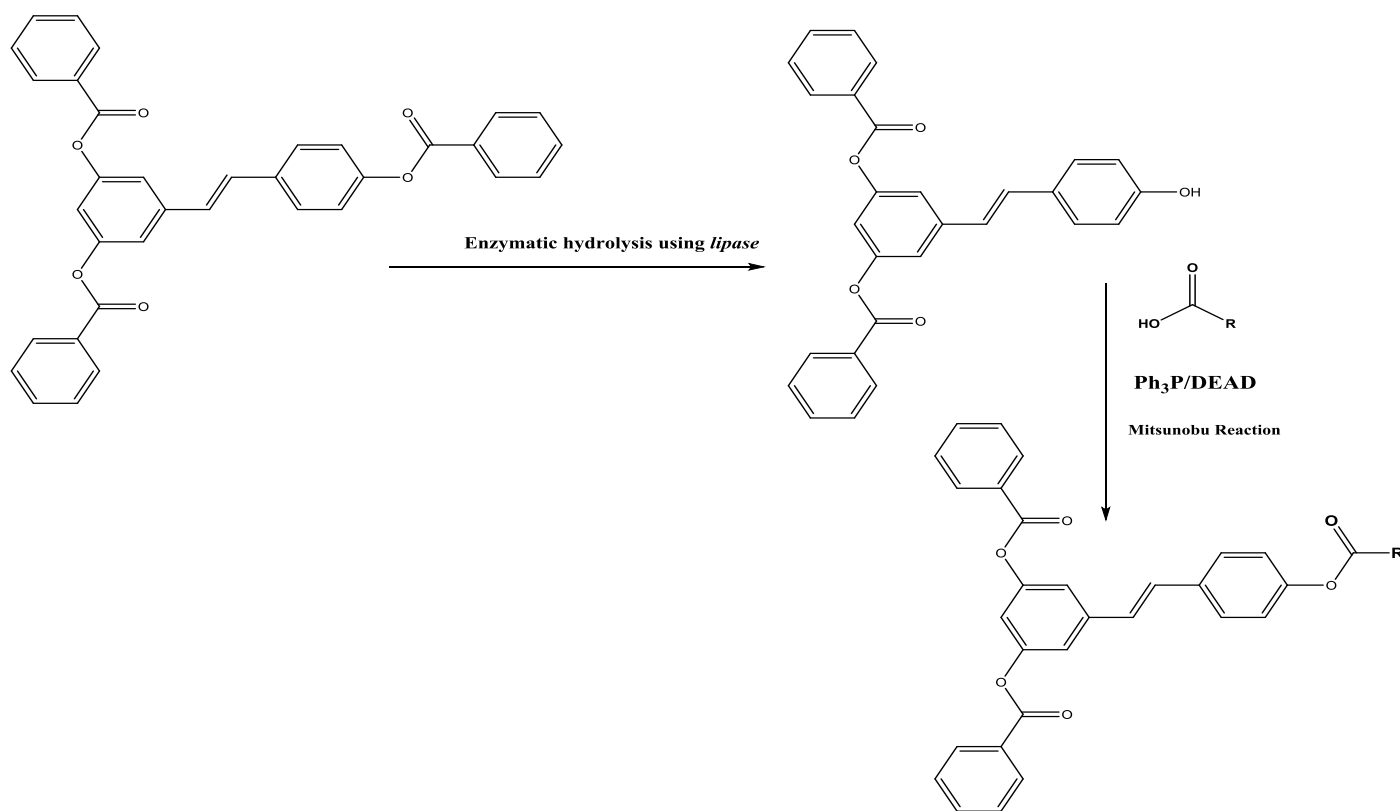 O
O
O
O
O
O
Enzymatic hydrolysis using lipase
O
O
OH
O
O
O
HO
R
Ph₃P/DEAD
Mitsunobu Reaction
O
O
O
R
O
O
O